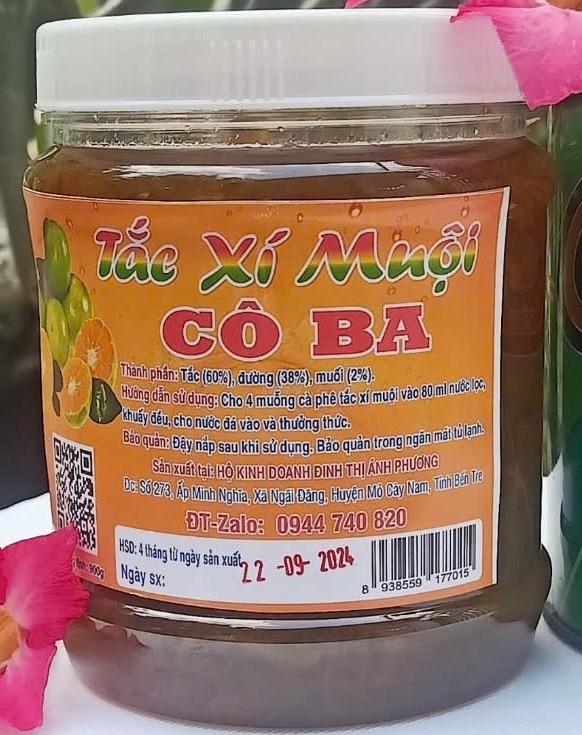 Tắc Xí Muội
CÔ BA
Thành phần: Tắc (60%), đường (38%), muối (2%).
Hướng dẫn sử dụng: Cho 4 muỗng cà phê tắc xí muội vào 80 ml nước lọc,
khuấy đều, cho nước đá vào và thưởng thức.
Bảo quản: Đậy nắp sau khi sử dụng. Bảo quản trong ngăn mát tủ lạnh.
Sản xuất tại: HỘ KINH DOANH ĐINH THỊ ÁNH PHƯƠNG
Đc: Số 273, Ấp Minh Nghĩa, Xã Ngãi Đăng, Huyện Mỏ Cày Nam, Tỉnh Bến Tre
ĐT-Zalo: 0944 740 820
HSD: 4 tháng từ ngày sản xuất
Ngày sx: 22 -09- 2024
8 938559 177015
900g